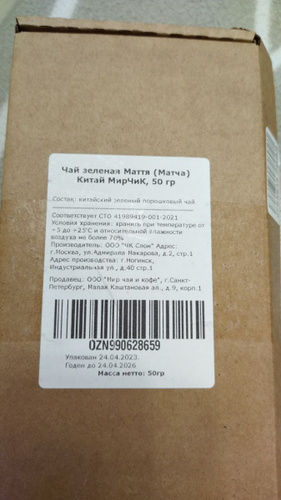 Чай зеленая Маття (Матча)
Китай МирЧиК, 50 гр
Состав: китайский зеленый порошковый чай
Соответствует СТО 41989419-001-2021
Условия хранения: хранить при температуре от
+5 до +25°C и относительной влажности
воздуха не более 70%
Производитель: ООО "ЧК Слон" Адрес:
г.Москва, ул Адмирала Макарова, д.2, стр.1
Адрес производства: г.Ногинск,
Индустриальная ул., д.40 стр.1
Продавец: ООО "Мир чая и кофе", г.Санкт-
Петербург, Малая Каштановая ал., д.9, корп.1
OZN990628659
Упакован 24.04.2023.
Годен до 24.04.2026
Масса нетто: 50гр